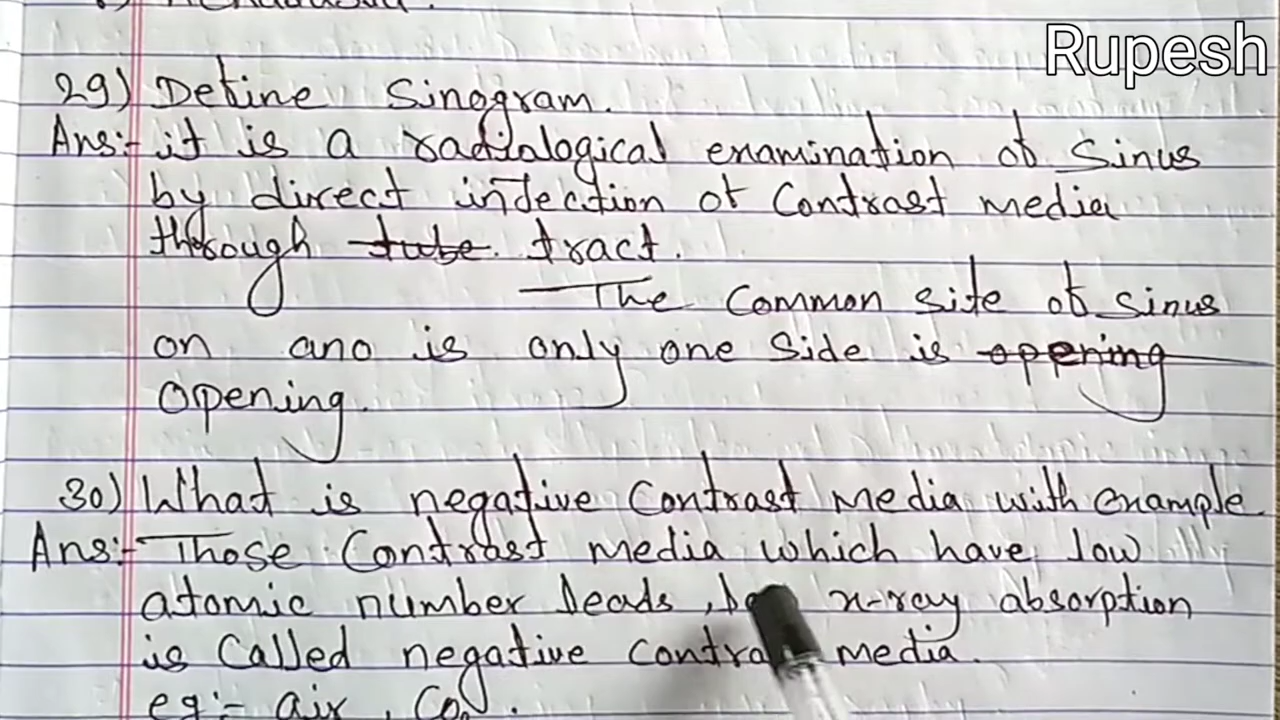 Rupesh
29) Define Sinogram.
Ans:- it is a radiological examination of Sinus
by direct injection of Contrast media
through tube. tract.
The Common site of sinus
on ano is only one side is opening
opening.
30) What is negative Contrast media with example.
Ans:- Those Contrast media which have low
atomic number leads, x-ray absorption
is Called negative contra media.
eg:- air, CO₂.